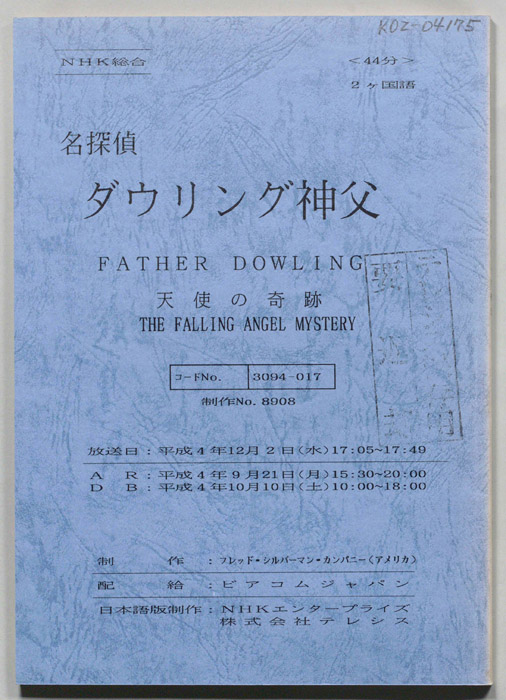 KOZ-04175
NHK総合
<44分>
2ヶ国語
名探偵
ダウリング神父
FATHER DOWLING
天使の奇跡
THE FALLING ANGEL MYSTERY
コードNo. 3094-017
制作No. 8908
放送日:平成4年12月2日(水)17:05~17:49
AR:平成4年9月21日(月)15:30~20:00
DB:平成4年10月10日(土)10:00~18:00
制作:フレッド・シルバーマン・カンパニー(アメリカ)
配給:ビアコムジャパン
日本語版制作:NHKエンタープライズ
株式会社テレシス